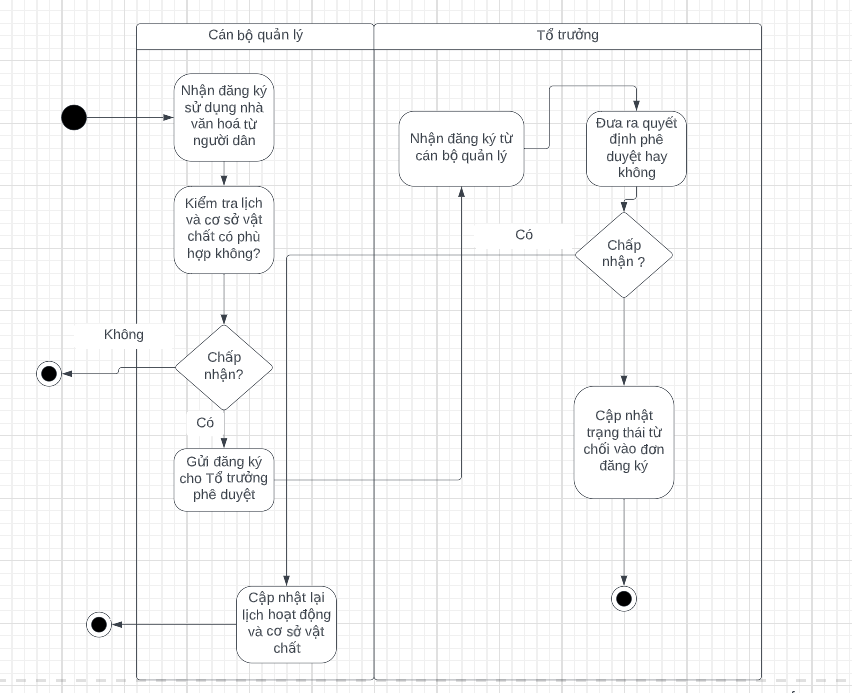 Cán bộ quản lý
Tổ trưởng
Nhận đăng ký
sử dụng nhà
văn hoá từ
người dân
Nhận đăng ký từ
cán bộ quản lý
Đưa ra quyết
định phê
duyệt hay
không
Kiểm tra lịch
và cơ sở vật
chất có phù
hợp không?
Có
Chấp
nhận ?
Không
Chấp
nhận?
Có
Cập nhật
trạng thái từ
chối vào đơn
đăng ký
Gửi đăng ký
cho Tổ trưởng
phê duyệt
Cập nhật lại
lịch hoạt động
và cơ sở vật
chất